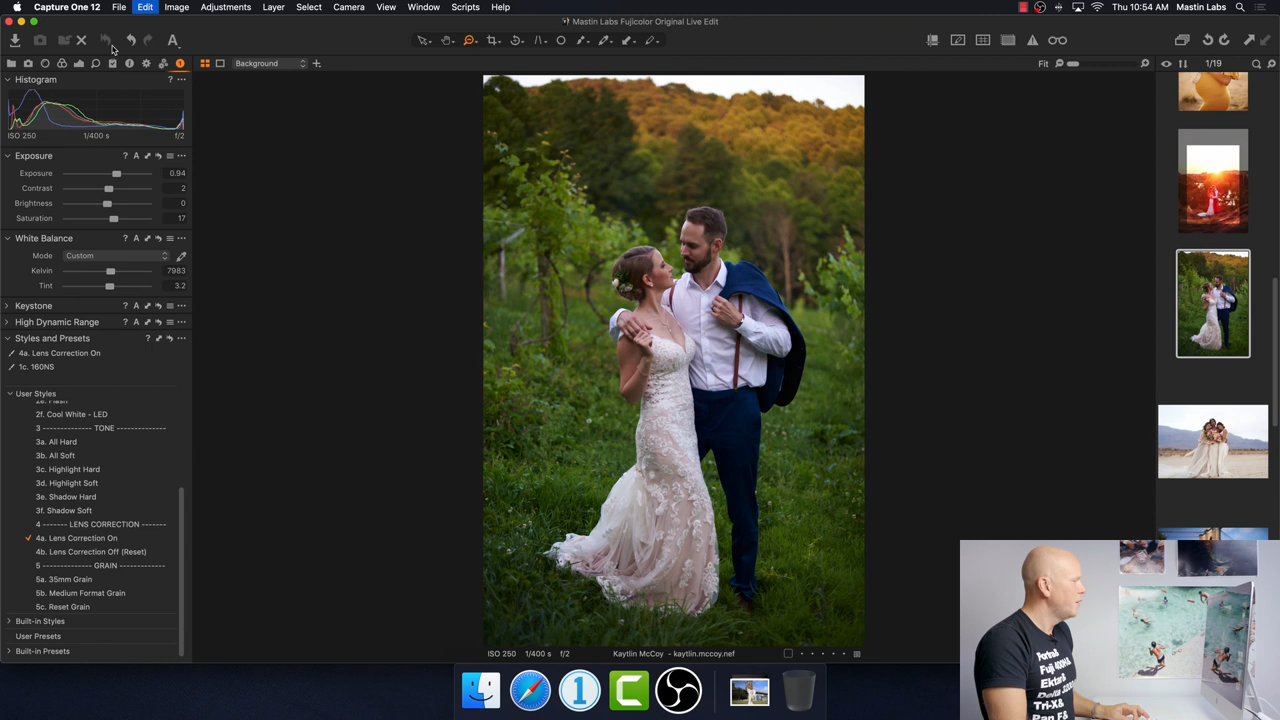 Capture One 12 File Edit Image Adjustments Layer Select Camera View Window Scripts Help
Thu 10:54 AM Mastin Labs
Mastin Labs Fujicolor Original Live Edit
Background
Fit
1/19
Histogram
ISO 250 1/400 s f/2
Exposure
Exposure 0.94
Contrast 2
Brightness 0
Saturation 17
White Balance
Mode Custom
Kelvin 7983
Tint 3.2
Keystone
High Dynamic Range
Styles and Presets
4a. Lens Correction On
1c. 160NS
User Styles
2f. Cool White - LED
3 -------------- TONE --------------
3a. All Hard
3b. All Soft
3c. Highlight Hard
3d. Highlight Soft
3e. Shadow Hard
3f. Shadow Soft
4 ------- LENS CORRECTION -------
4a. Lens Correction On
4b. Lens Correction Off (Reset)
5 -------------- GRAIN -------------
5a. 35mm Grain
5b. Medium Format Grain
5c. Reset Grain
Built-in Styles
User Presets
Built-in Presets
ISO 250 1/400 s f/2 Kaytlin McCoy - kaytlin.mccoy.nef
Portra&
Fuji 400H&
Ektar&
Tri-X&
Pan F&